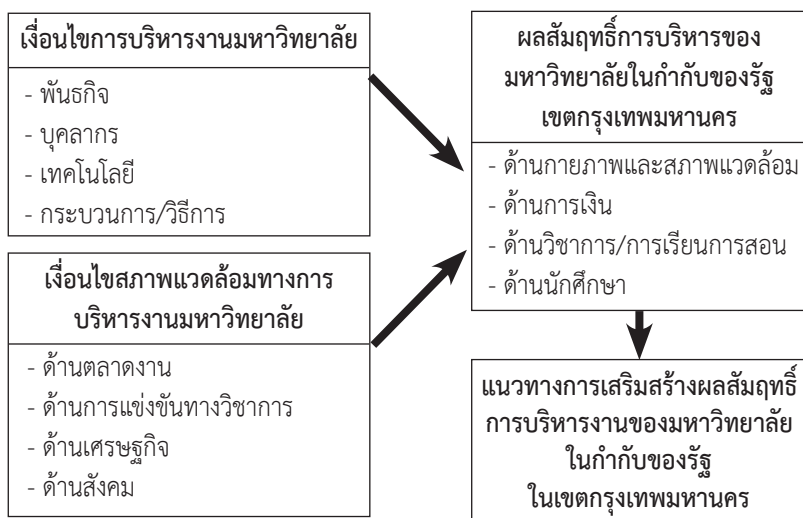 เงื่อนไขการบริหารงานมหาวิทยาลัย
- พันธกิจ
- บุคลากร
- เทคโนโลยี
- กระบวนการ/วิธีการ
เงื่อนไขสภาพแวดล้อมทางการ
บริหารงานมหาวิทยาลัย
- ด้านตลาดงาน
- ด้านการแข่งขันทางวิชาการ
- ด้านเศรษฐกิจ
- ด้านสังคม
ผลสัมฤทธิ์การบริหารของ
มหาวิทยาลัยในกำกับของรัฐ
เขตกรุงเทพมหานคร
- ด้านกายภาพและสภาพแวดล้อม
- ด้านการเงิน
- ด้านวิชาการ/การเรียนการสอน
- ด้านนักศึกษา
แนวทางการเสริมสร้างผลสัมฤทธิ์
การบริหารงานของมหาวิทยาลัย
ในกำกับของรัฐ
ในเขตกรุงเทพมหานคร